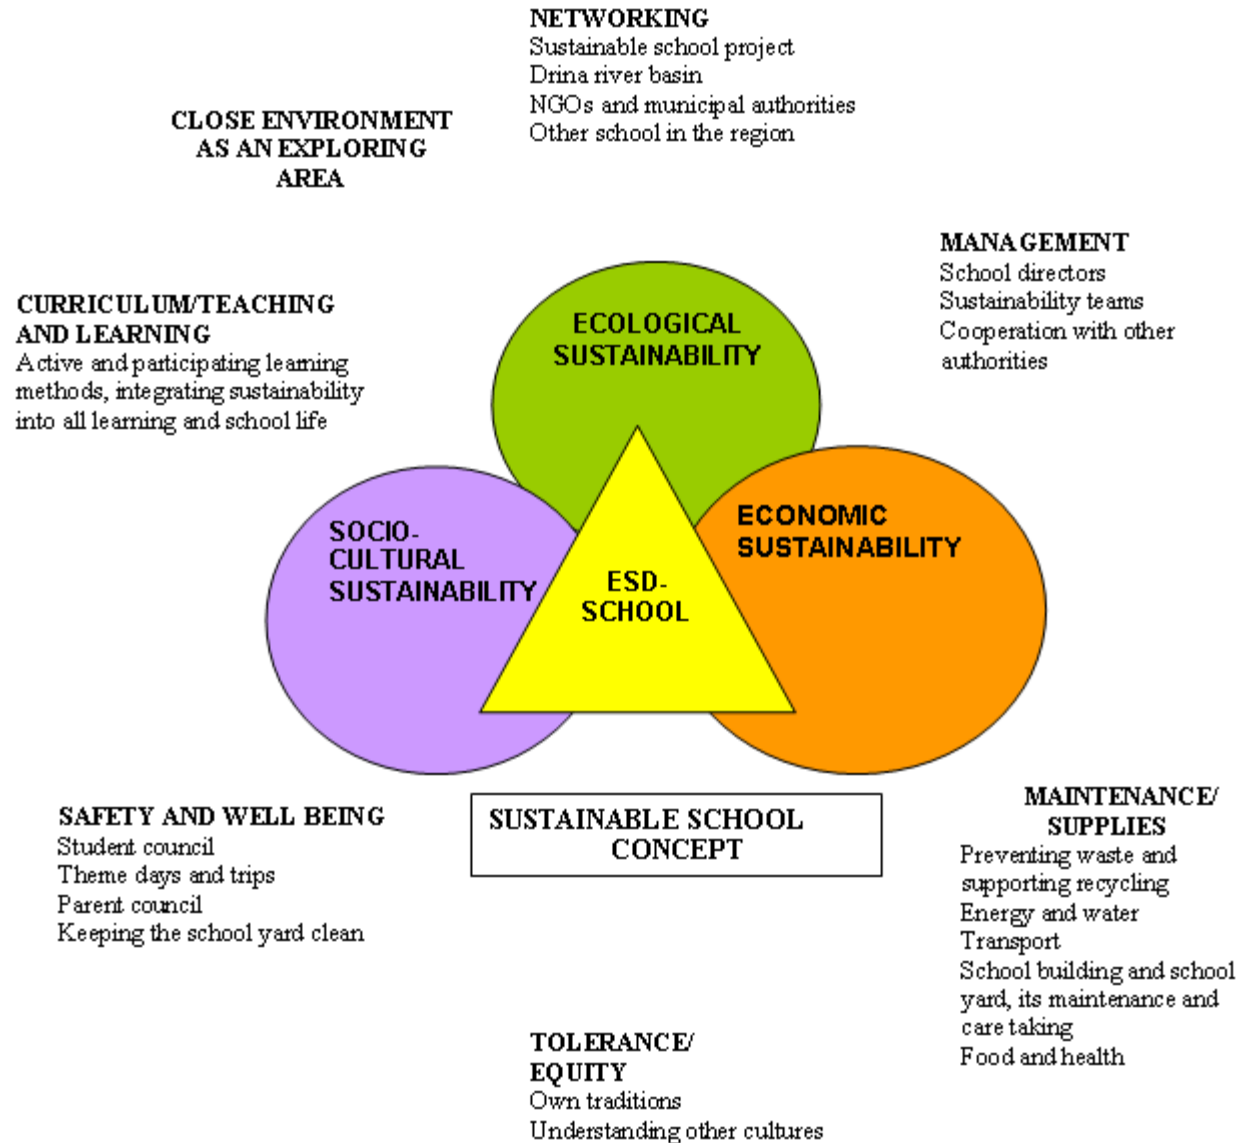 NETWORKING
Sustainable school project
Drina river basin
NGOs and municipal authorities
Other school in the region
CLOSE ENVIRONMENT
AS AN EXPLORING
AREA
MANAGEMENT
School directors
Sustainability teams
Cooperation with other
authorities
CURRICULUM/TEACHING
AND LEARNING
Active and participating learning
methods, integrating sustainability
into all learning and school life
ECOLOGICAL
SUSTAINABILITY
SOCIO-
CULTURAL
SUSTAINABILITY
ECONOMIC
SUSTAINABILITY
ESD-
SCHOOL
SAFETY AND WELL BEING
Student council
Theme days and trips
Parent council
Keeping the school yard clean
SUSTAINABLE SCHOOL
CONCEPT
MAINTENANCE/
SUPPLIES
Preventing waste and
supporting recycling
Energy and water
Transport
School building and school
yard, its maintenance and
care taking
Food and health
TOLERANCE/
EQUITY
Own traditions
Understanding other cultures